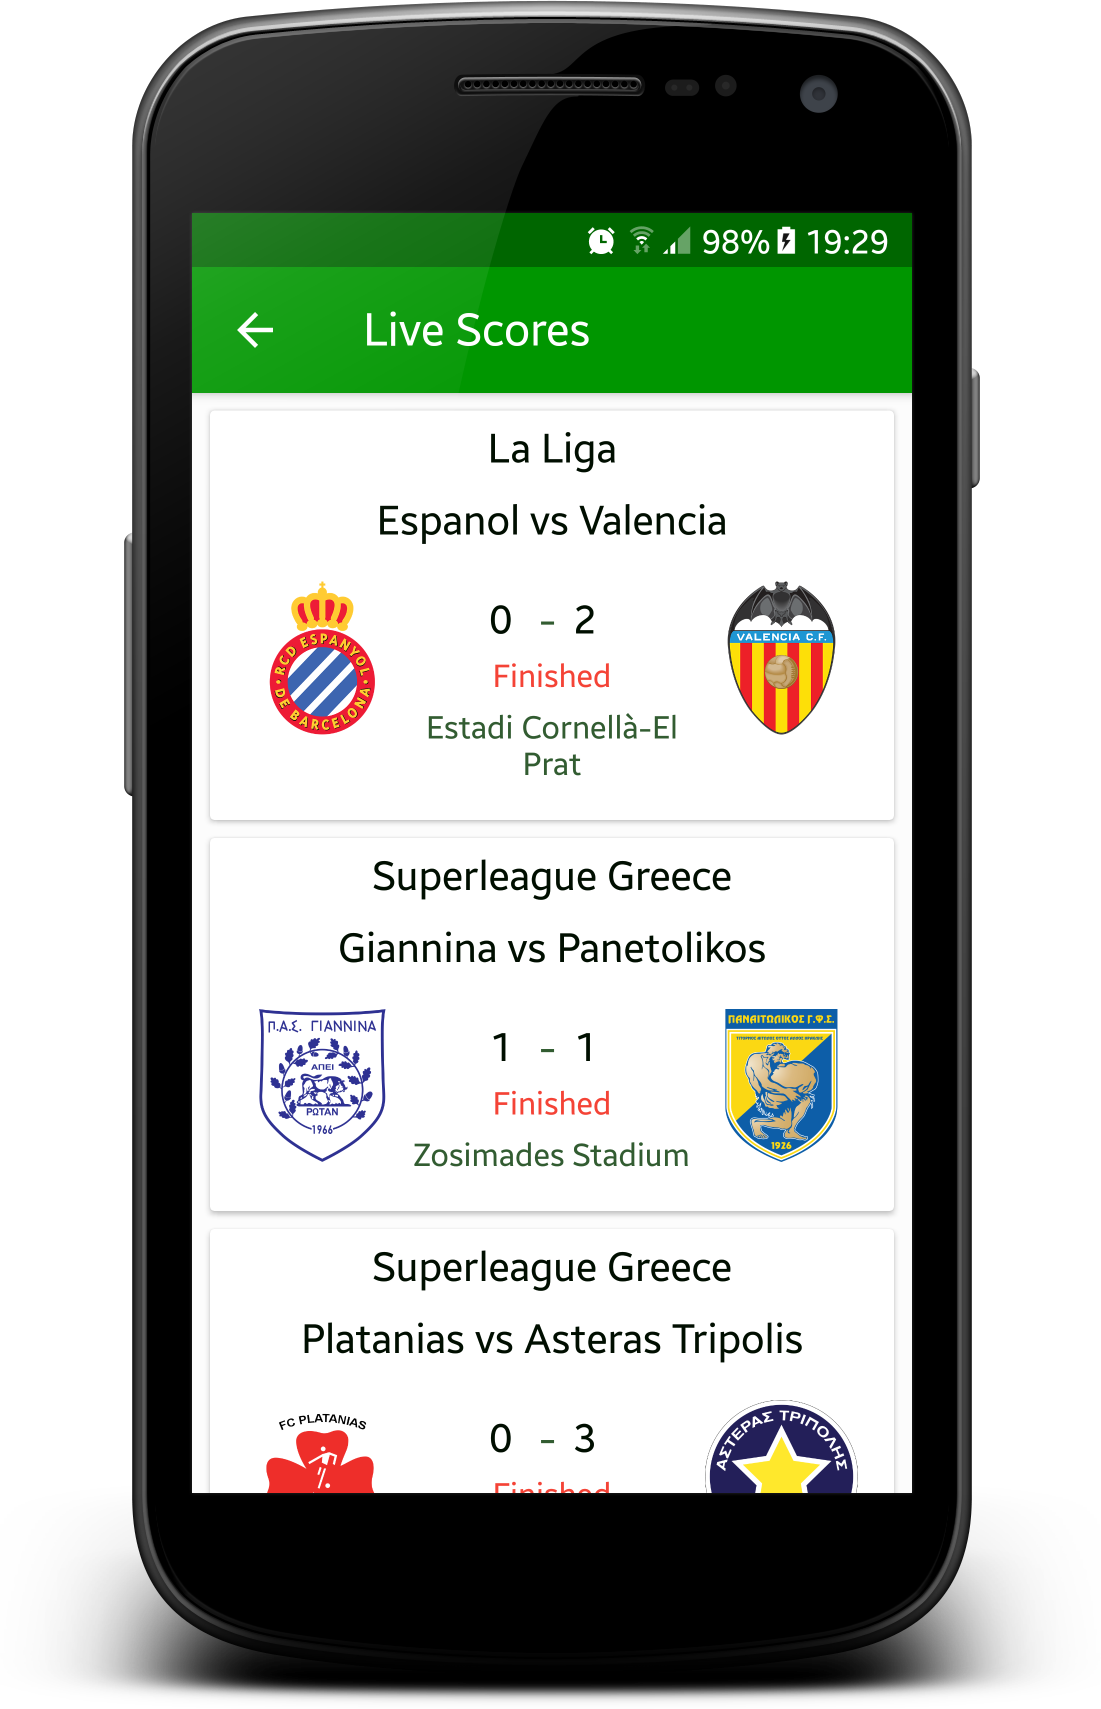 98% 19:29
Live Scores
La Liga
Espanol vs Valencia
0 - 2
RCD ESPANYOL
DE BARCELONA
VALENCIA C.F.
Finished
Estadi Cornellà-El
Prat
Superleague Greece
Giannina vs Panetolikos
Π.Α.Σ. ΓΙΑΝΝΙΝΑ
ΑΠΕΙ
ΡΩΤΑΝ
1966
1 - 1
ΠΑΝΑΙΤΩΛΙΚΟΣ Γ.Φ.Σ.
1926
Finished
Zosimades Stadium
Superleague Greece
Platanias vs Asteras Tripolis
FC PLATANIAS
0 - 3
ΑΣΤΕΡΑΣ ΤΡΙΠΟΛΗΣ
Finished